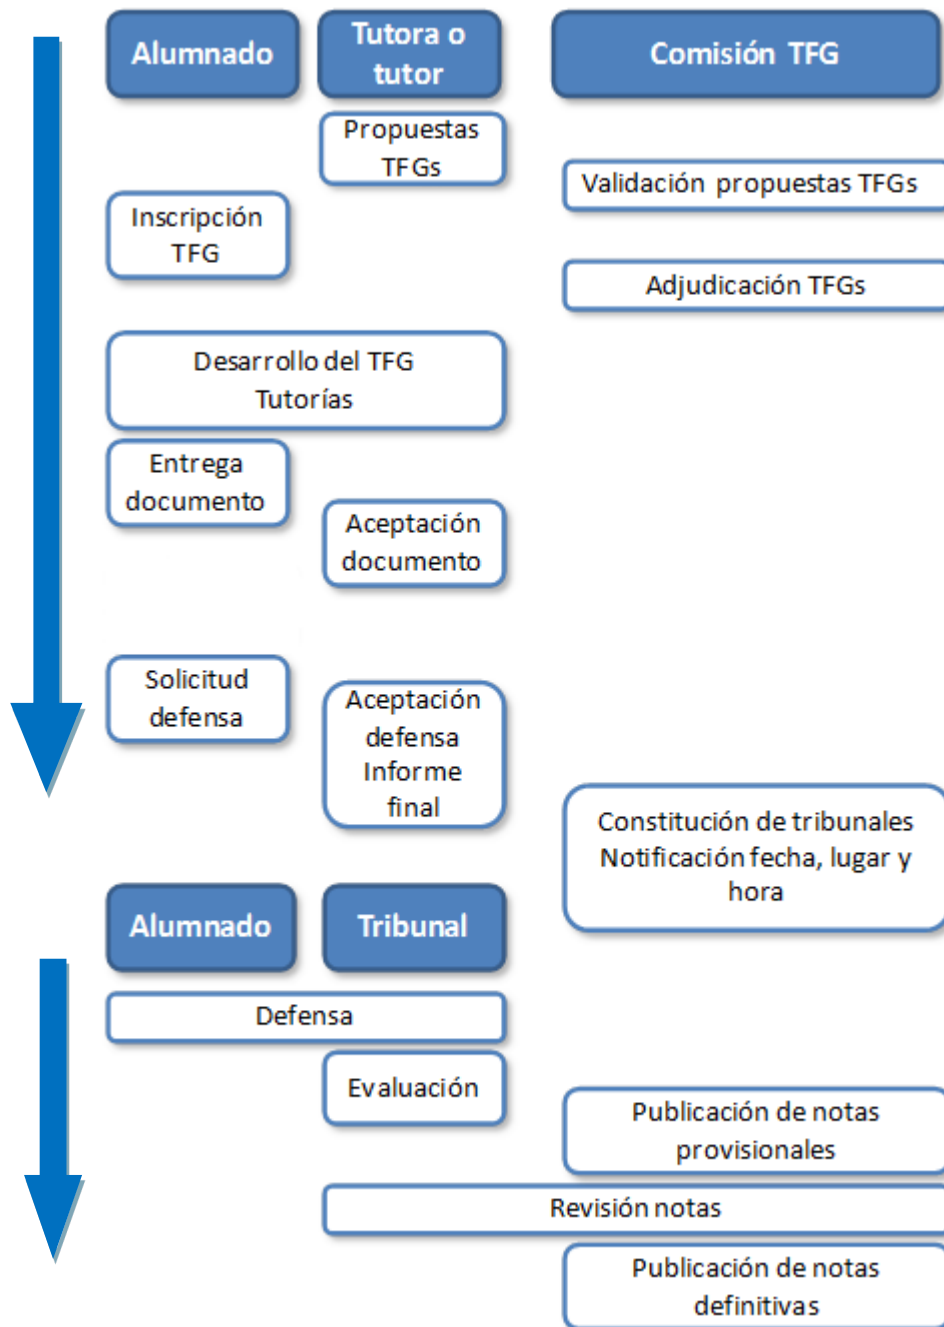 Alumnado
Tutora o
tutor
Comisión TFG
Propuestas
TFGs
Validación propuestas TFGs
Inscripción
TFG
Adjudicación TFGs
Desarrollo del TFG
Tutorías
Entrega
documento
Aceptación
documento
Solicitud
defensa
Aceptación
defensa
Informe
final
Constitución de tribunales
Notificación fecha, lugar y
hora
Alumnado
Tribunal
Defensa
Evaluación
Publicación de notas
provisionales
Revisión notas
Publicación de notas
definitivas